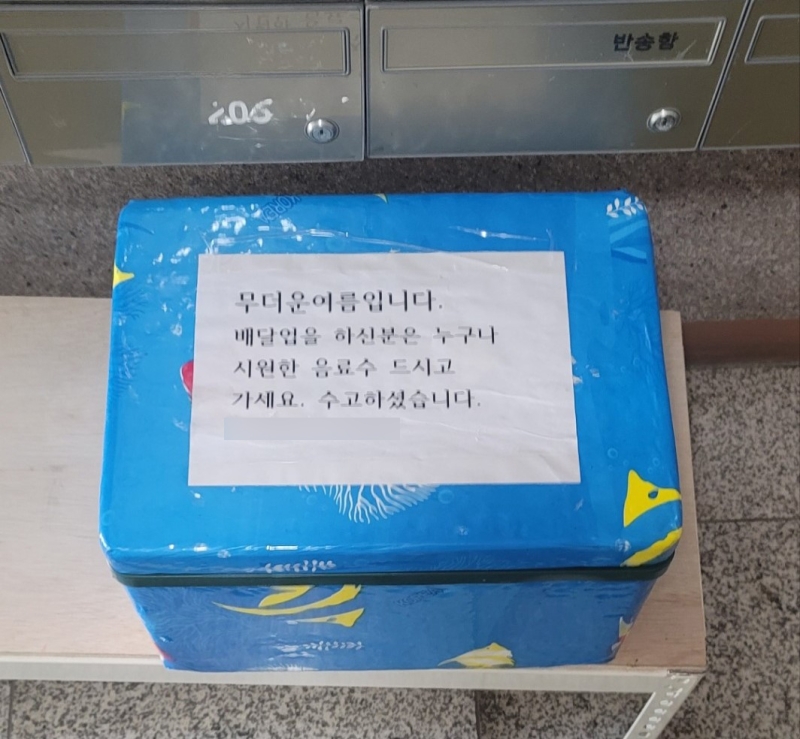 반송함
206
무더운여름입니다.
배달업을 하신분은 누구나
시원한 음료수 드시고
가세요. 수고하셨습니다.